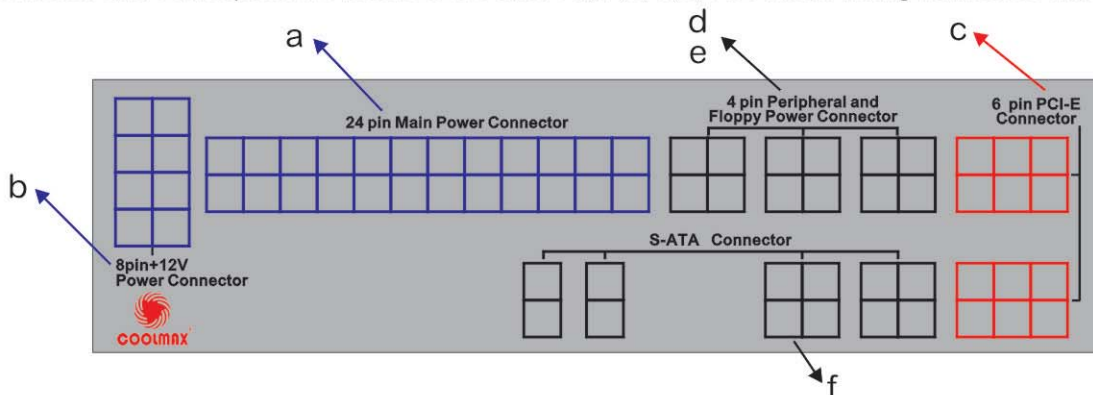 a
d
e
c
24 pin Main Power Connector
4 pin Peripheral and
Floppy Power Connector
6 pin PCI-E
Connector
b
S-ATA Connector
8pin+12V
Power Connector
COOLMAX
f